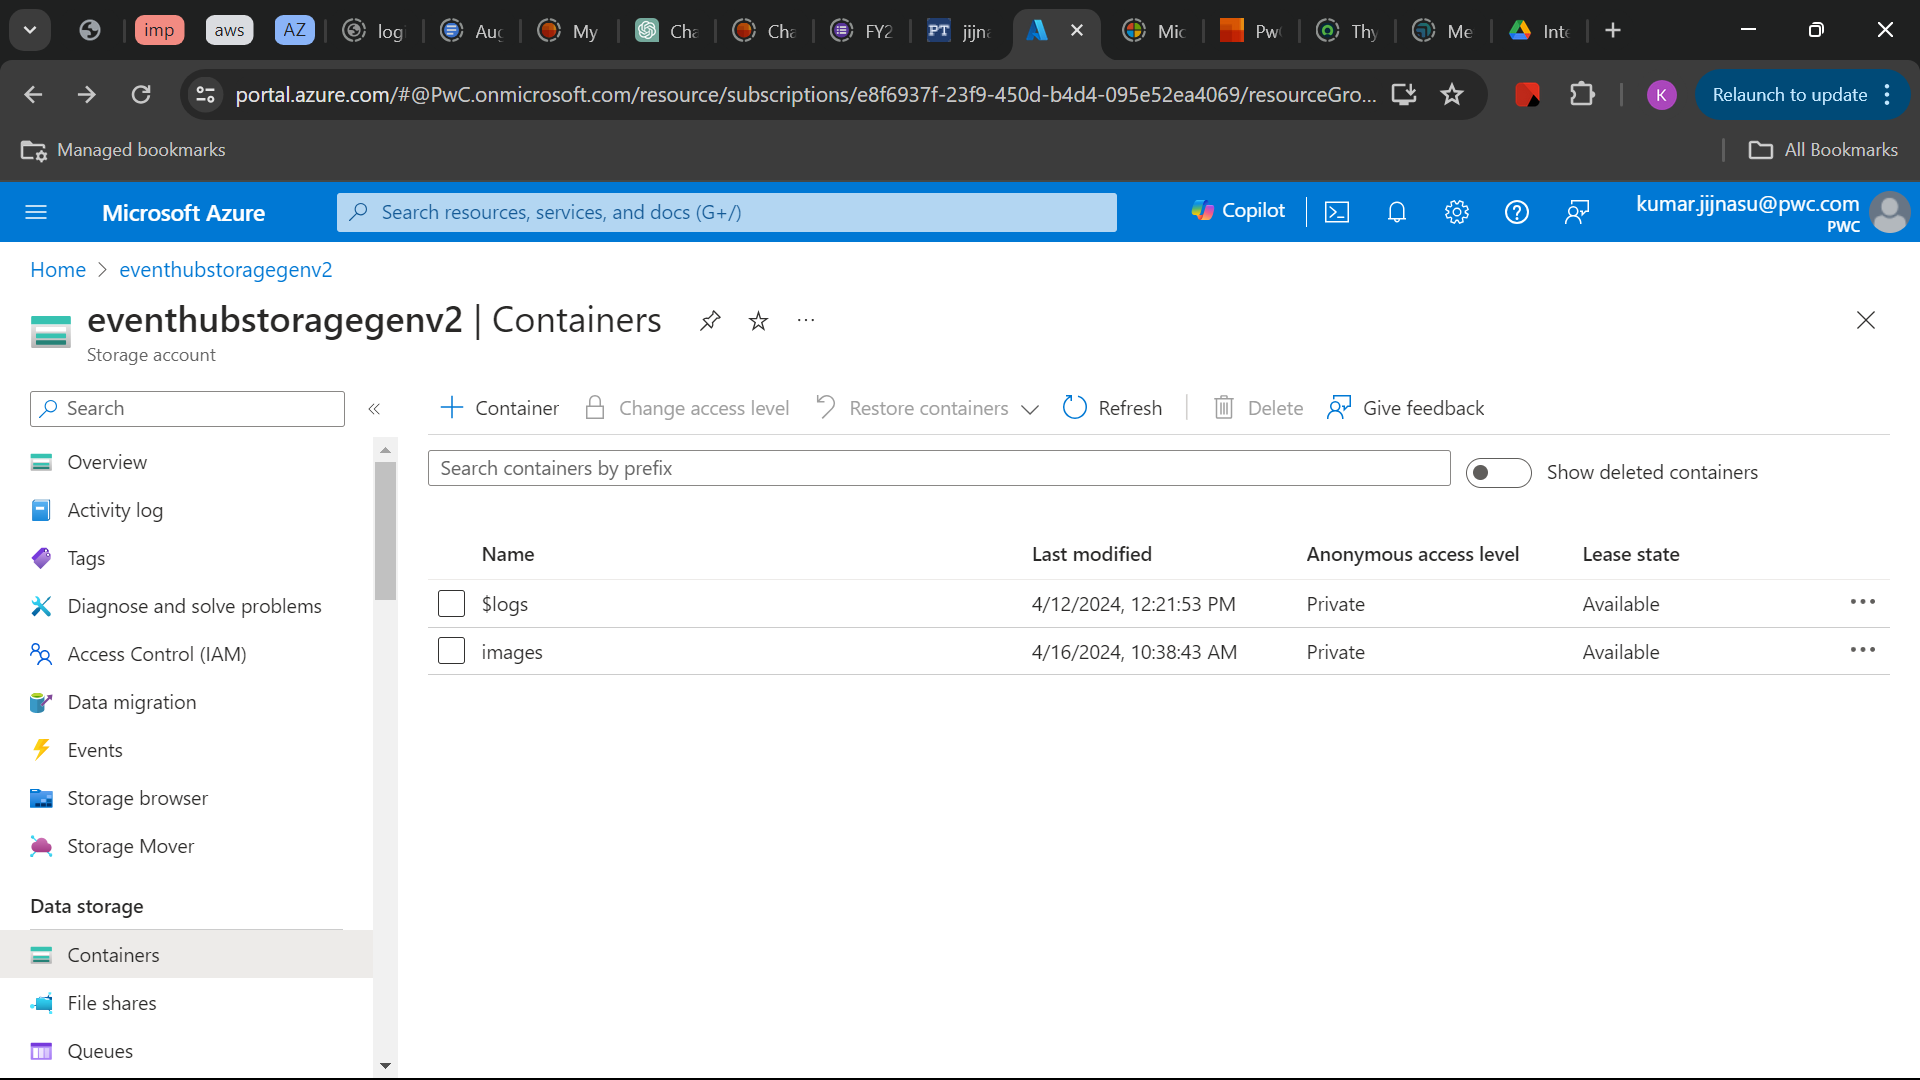 imp
aws
AZ
logi
Aug
My
Cha
Cha
FY2
PT
jijna
Mic
Pw
Thy
Me
Inte
portal.azure.com/#@PwC.onmicrosoft.com/resource/subscriptions/e8f6937f-23f9-450d-b4d4-095e52ea4069/resourceGro...
K
Relaunch to update
Managed bookmarks
All Bookmarks
Microsoft Azure
Search resources, services, and docs (G+/)
Copilot
kumar.jijnasu@pwc.com
PWC
Home > eventhubstoragegenv2
eventhubstoragegenv2 | Containers
Storage account
Search
Container
Change access level
Restore containers
Refresh
Delete
Give feedback
Overview
Activity log
Tags
Diagnose and solve problems
Access Control (IAM)
Data migration
Events
Storage browser
Storage Mover
Data storage
Containers
File shares
Queues
Search containers by prefix
Show deleted containers
Name Last modified Anonymous access level Lease state
$logs 4/12/2024, 12:21:53 PM Private Available
images 4/16/2024, 10:38:43 AM Private Available